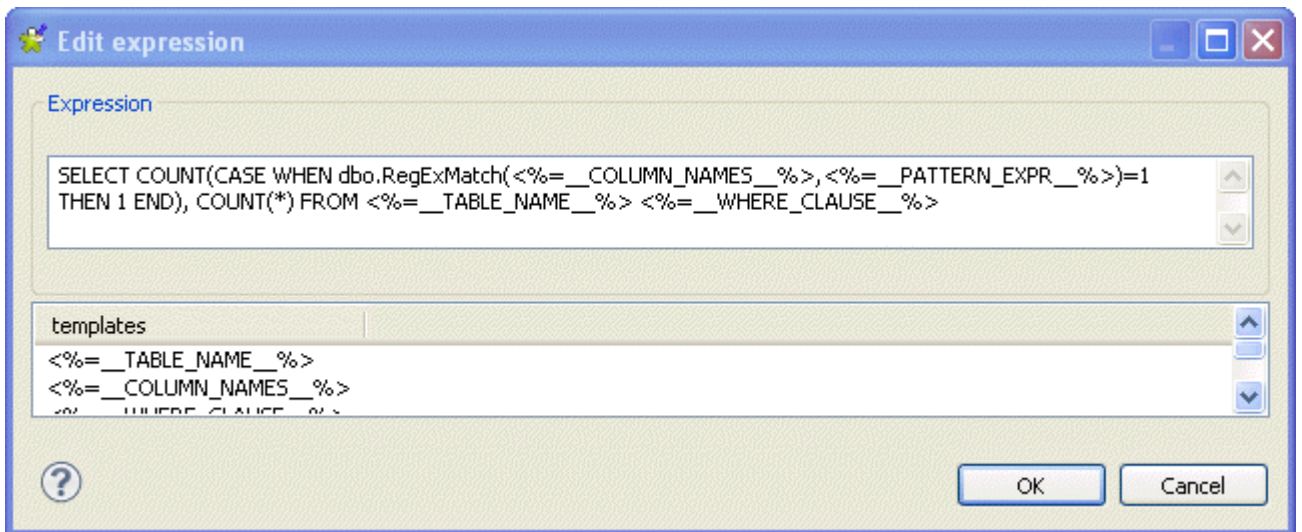 Edit expression
Expression
SELECT COUNT(CASE WHEN dbo.RegExMatch(<%=__COLUMN_NAMES__%>,<%=__PATTERN_EXPR__%>)=1
THEN 1 END), COUNT(*) FROM <%=__TABLE_NAME__%> <%=__WHERE_CLAUSE__%>
templates
<%=__TABLE_NAME__%>
<%=__COLUMN_NAMES__%>
<%=__WHERE_CLAUSE__%>
?
OK
Cancel